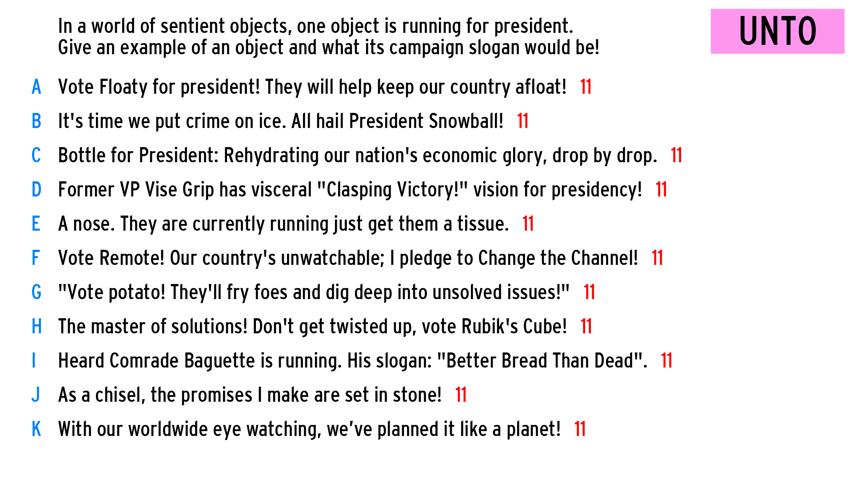 In a world of sentient objects, one object is running for president.
Give an example of an object and what its campaign slogan would be!
UNTO
A Vote Floaty for president! They will help keep our country afloat! 11
B It's time we put crime on ice. All hail President Snowball! 11
C Bottle for President: Rehydrating our nation's economic glory, drop by drop. 11
D Former VP Vise Grip has visceral "Clasping Victory!" vision for presidency! 11
E A nose. They are currently running just get them a tissue. 11
F Vote Remote! Our country's unwatchable; I pledge to Change the Channel! 11
G "Vote potato! They'll fry foes and dig deep into unsolved issues!" 11
H The master of solutions! Don't get twisted up, vote Rubik's Cube! 11
I Heard Comrade Baguette is running. His slogan: "Better Bread Than Dead". 11
J As a chisel, the promises I make are set in stone! 11
K With our worldwide eye watching, we’ve planned it like a planet! 11